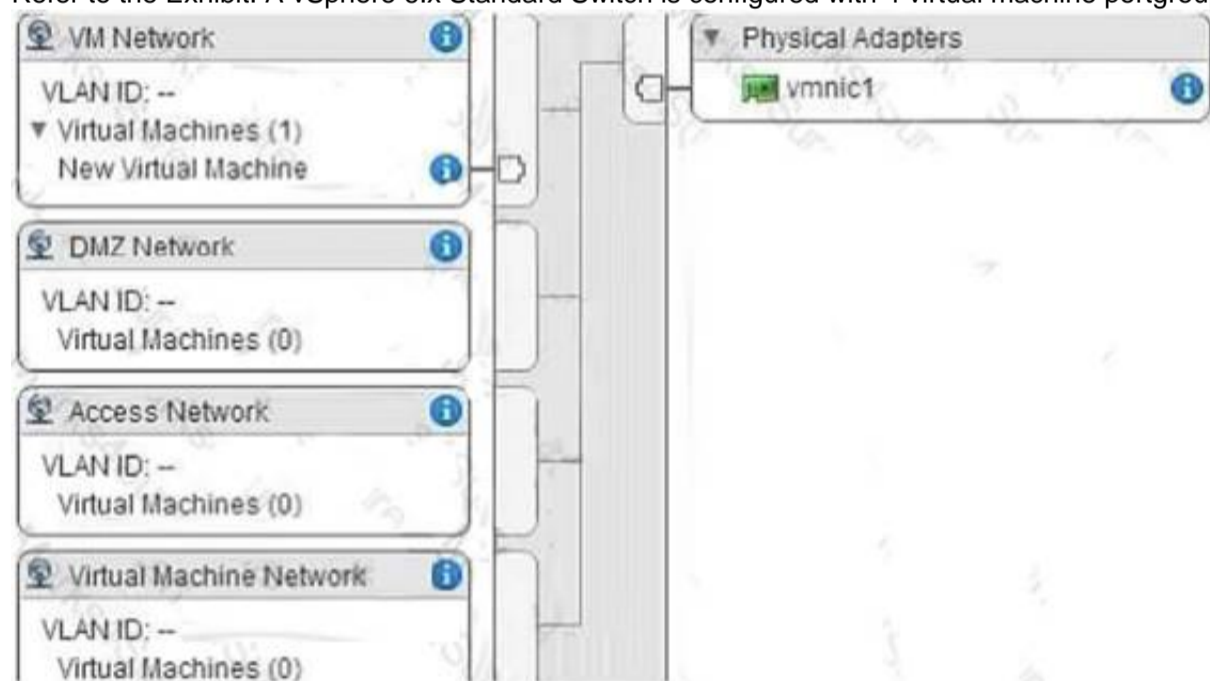 Refer to the Exhibit. A vSphere 6.x Standard Switch is configured with 4 virtual machine portgrou
VM Network
VLAN ID: --
Virtual Machines (1)
New Virtual Machine
DMZ Network
VLAN ID: --
Virtual Machines (0)
Access Network
VLAN ID: --
Virtual Machines (0)
Virtual Machine Network
VLAN ID: --
Virtual Machines (0)
Physical Adapters
vmnic1